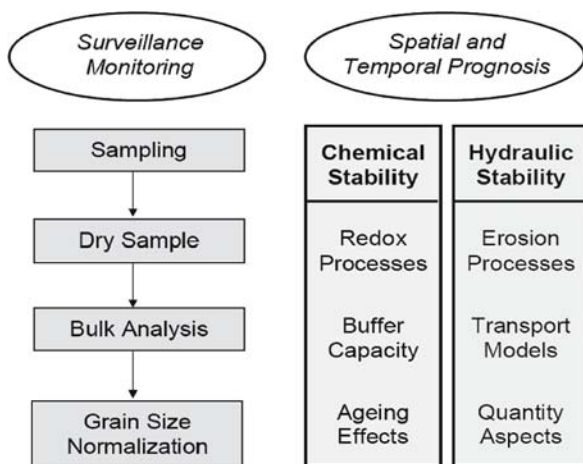 Surveillance
Monitoring
Sampling
Dry Sample
Bulk Analysis
Grain Size
Normalization
Spatial and
Temporal Prognosis
Chemical
Stability
Redox
Processes
Buffer
Capacity
Ageing
Effects
Hydraulic
Stability
Erosion
Processes
Transport
Models
Quantity
Aspects